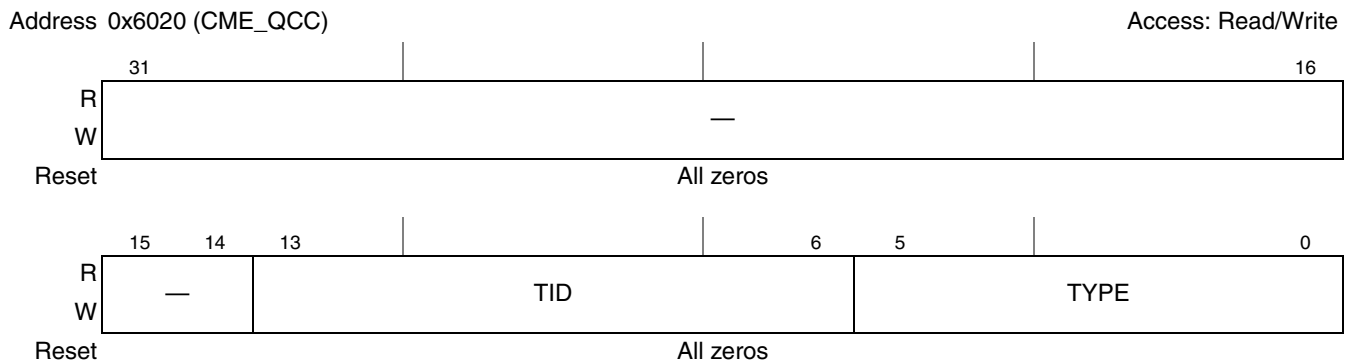 Address 0x6020 (CME_QCC) Access: Read/Write
31 16
R
—
W
Reset All zeros
15 14 13 6 5 0
R
— TID TYPE
W
Reset All zeros